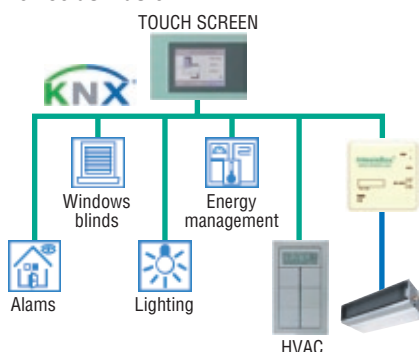 TOUCH SCREEN
KNX
Windows
blinds
Energy
management
Alams
Lighting
HVAC